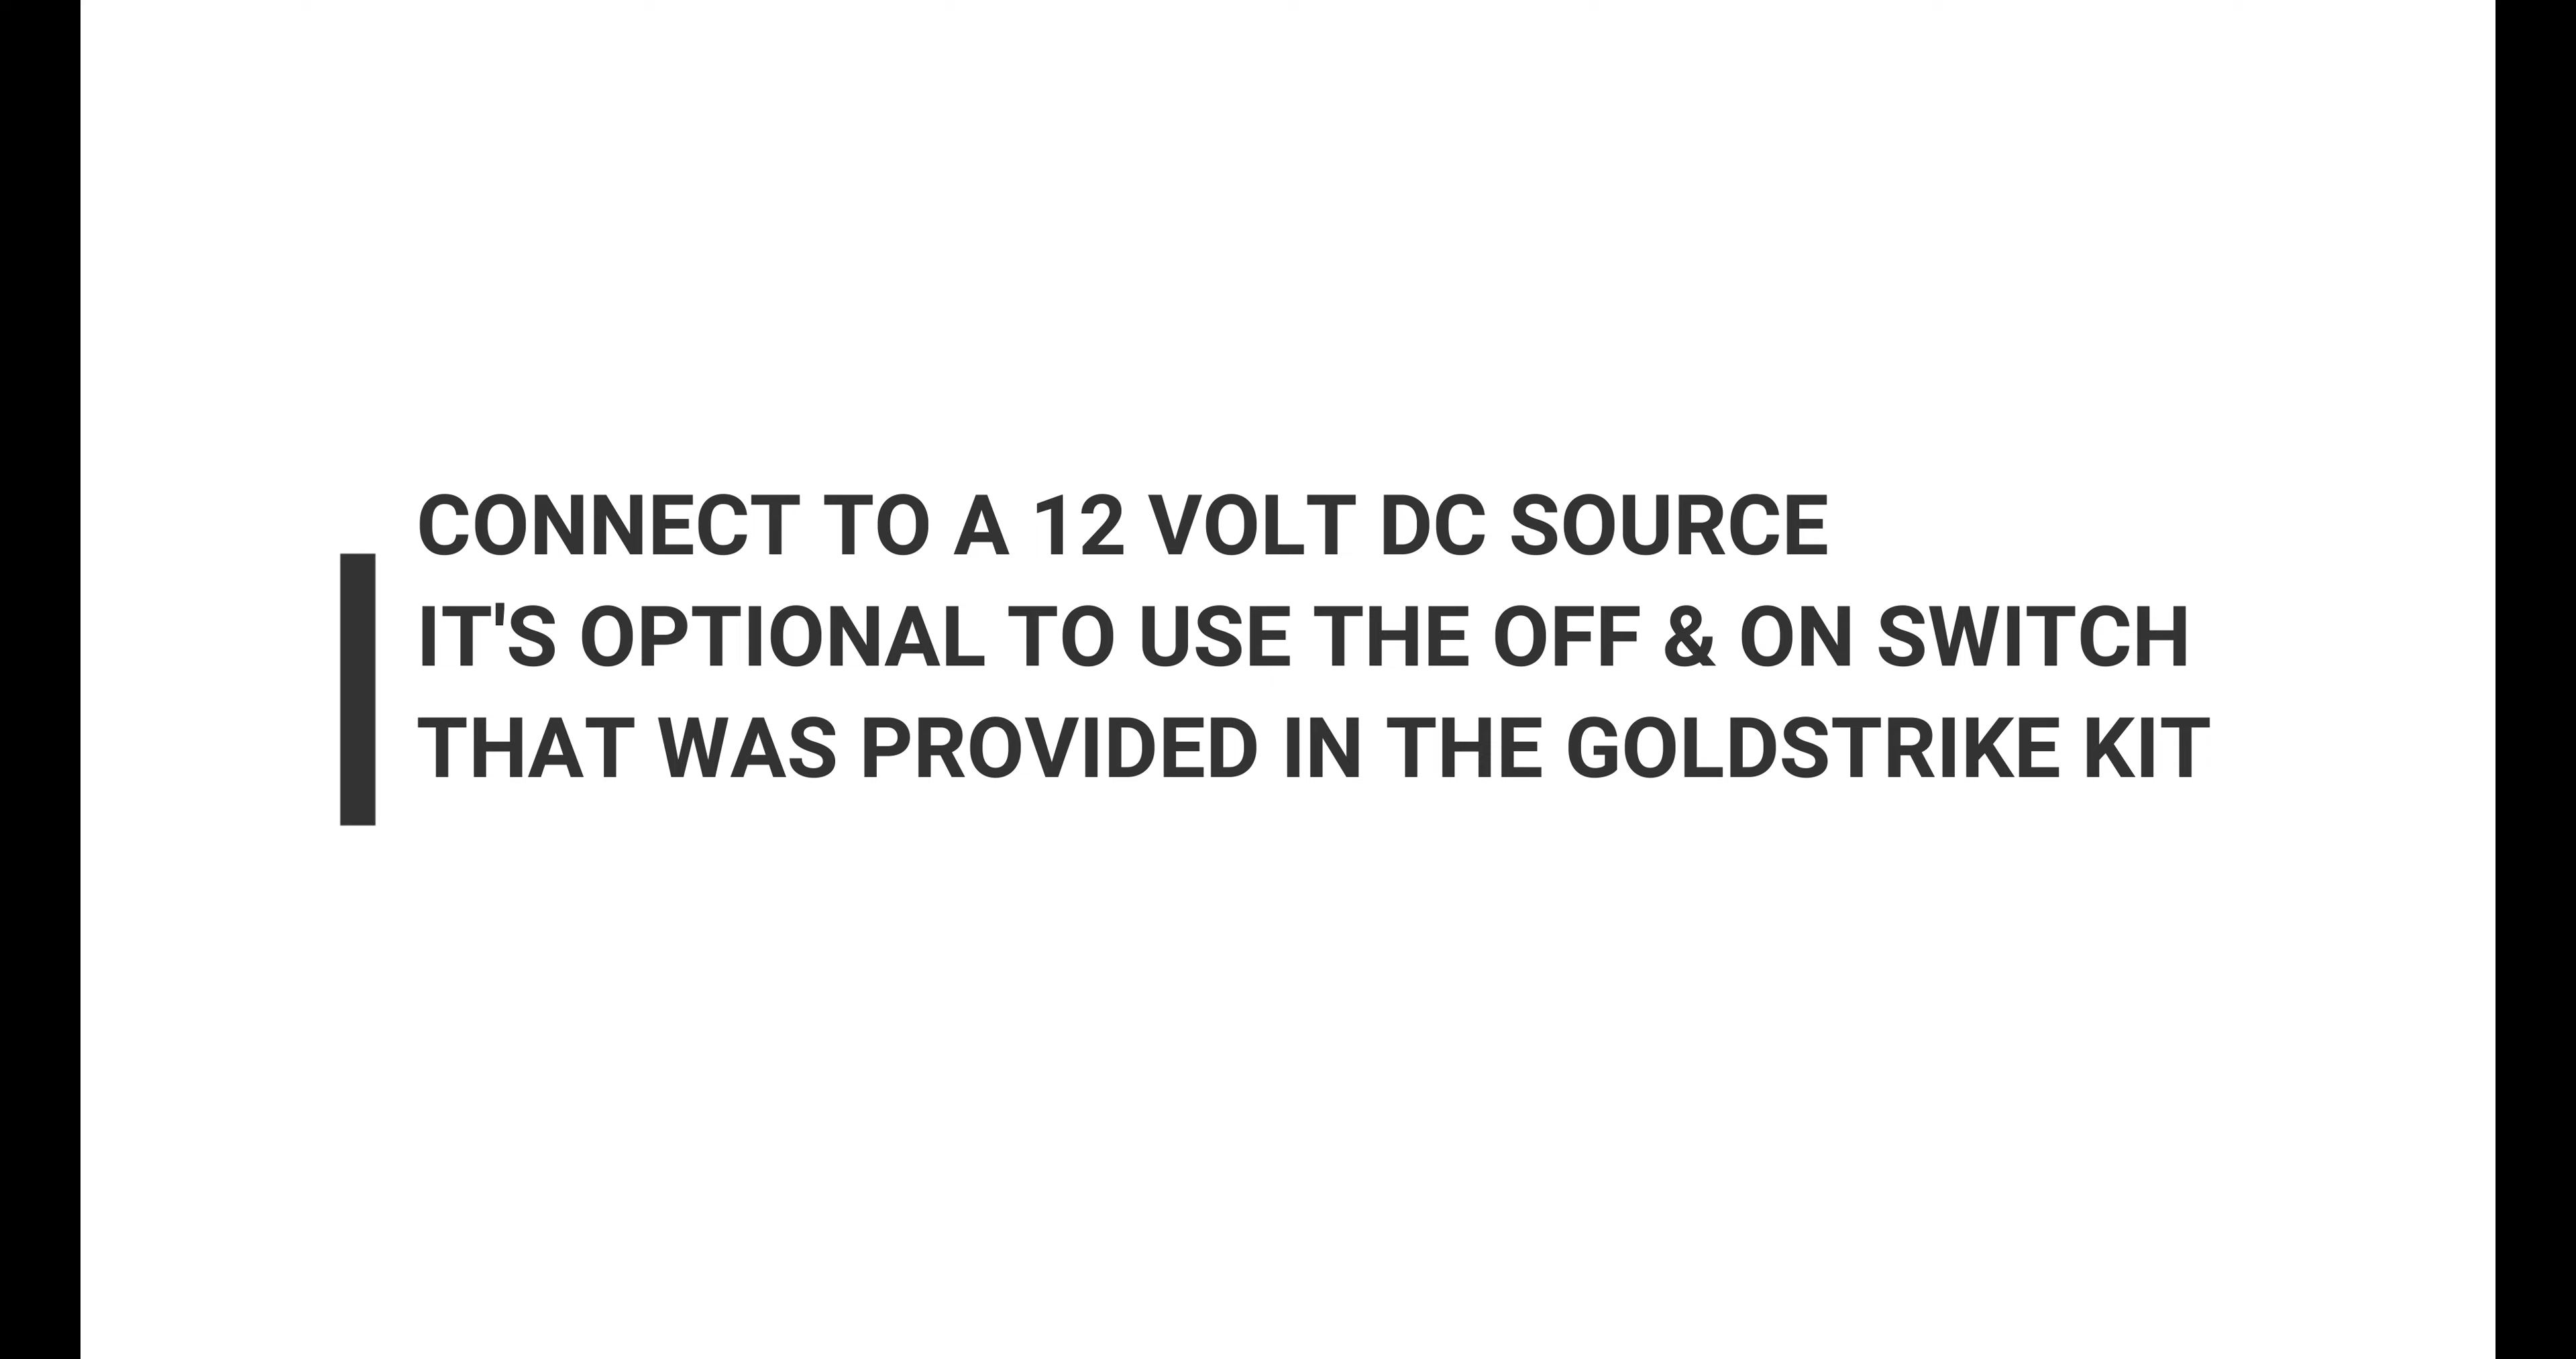 CONNECT TO A 12 VOLT DC SOURCE
IT'S OPTIONAL TO USE THE OFF & ON SWITCH
THAT WAS PROVIDED IN THE GOLDSTRIKE KIT